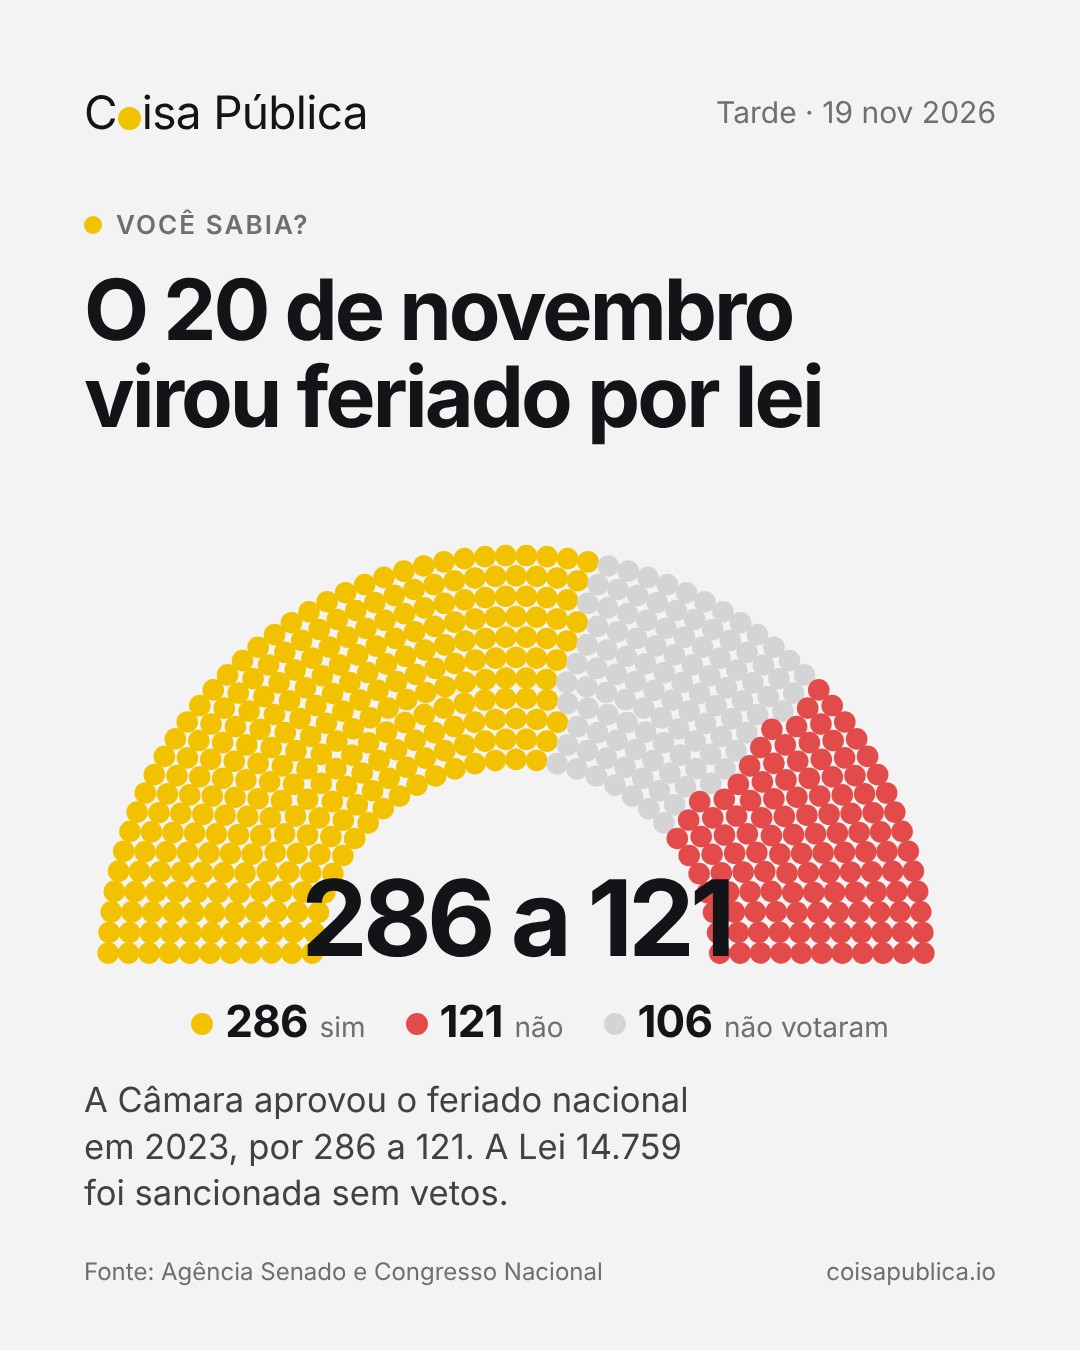 Coisa Pública
Tarde · 19 nov 2026
VOCÊ SABIA?
O 20 de novembro
virou feriado por lei
286 a 121
286 sim 121 não 106 não votaram
A Câmara aprovou o feriado nacional
em 2023, por 286 a 121. A Lei 14.759
foi sancionada sem vetos.
Fonte: Agência Senado e Congresso Nacional
coisapublica.io